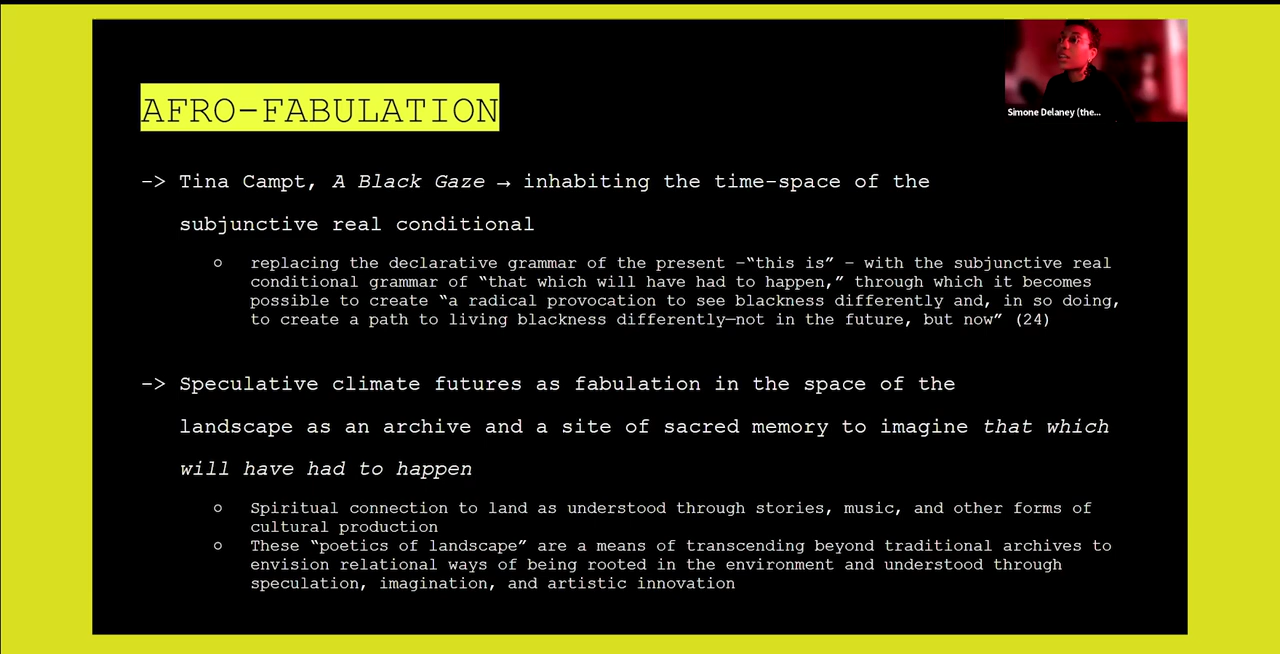 Simone Delaney (the...
AFRO-FABULATION
–> Tina Campt, A Black Gaze → inhabiting the time-space of the
subjunctive real conditional
○ replacing the declarative grammar of the present –“this is” – with the subjunctive real
conditional grammar of “that which will have had to happen,” through which it becomes
possible to create “a radical provocation to see blackness differently and, in so doing,
to create a path to living blackness differently—not in the future, but now” (24)
–> Speculative climate futures as fabulation in the space of the
landscape as an archive and a site of sacred memory to imagine that which
will have had to happen
○ Spiritual connection to land as understood through stories, music, and other forms of
cultural production
○ These “poetics of landscape” are a means of transcending beyond traditional archives to
envision relational ways of being rooted in the environment and understood through
speculation, imagination, and artistic innovation